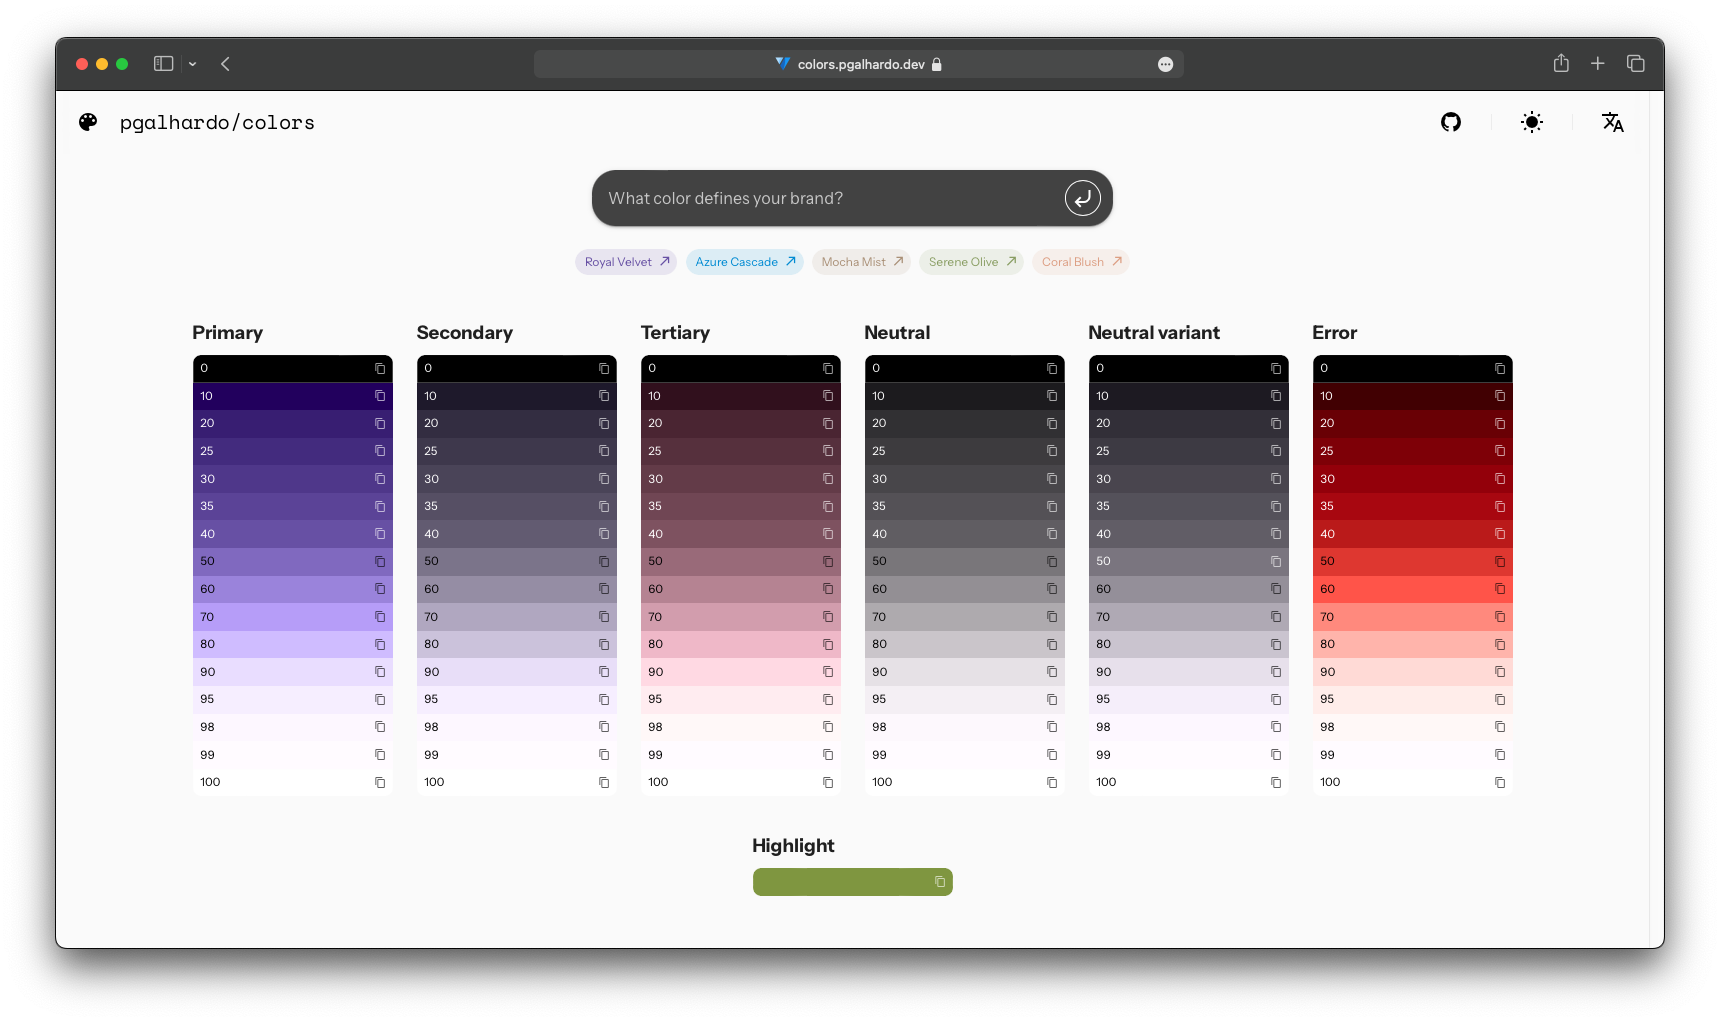 colors.pgalhardo.dev
pgalhardo/colors
What color defines your brand?
Royal Velvet Azure Cascade Mocha Mist Serene Olive Coral Blush
Primary Secondary Tertiary Neutral Neutral variant Error
0 0 0 0 0 0
10 10 10 10 10 10
20 20 20 20 20 20
25 25 25 25 25 25
30 30 30 30 30 30
35 35 35 35 35 35
40 40 40 40 40 40
50 50 50 50 50 50
60 60 60 60 60 60
70 70 70 70 70 70
80 80 80 80 80 80
90 90 90 90 90 90
95 95 95 95 95 95
98 98 98 98 98 98
99 99 99 99 99 99
100 100 100 100 100 100
Highlight